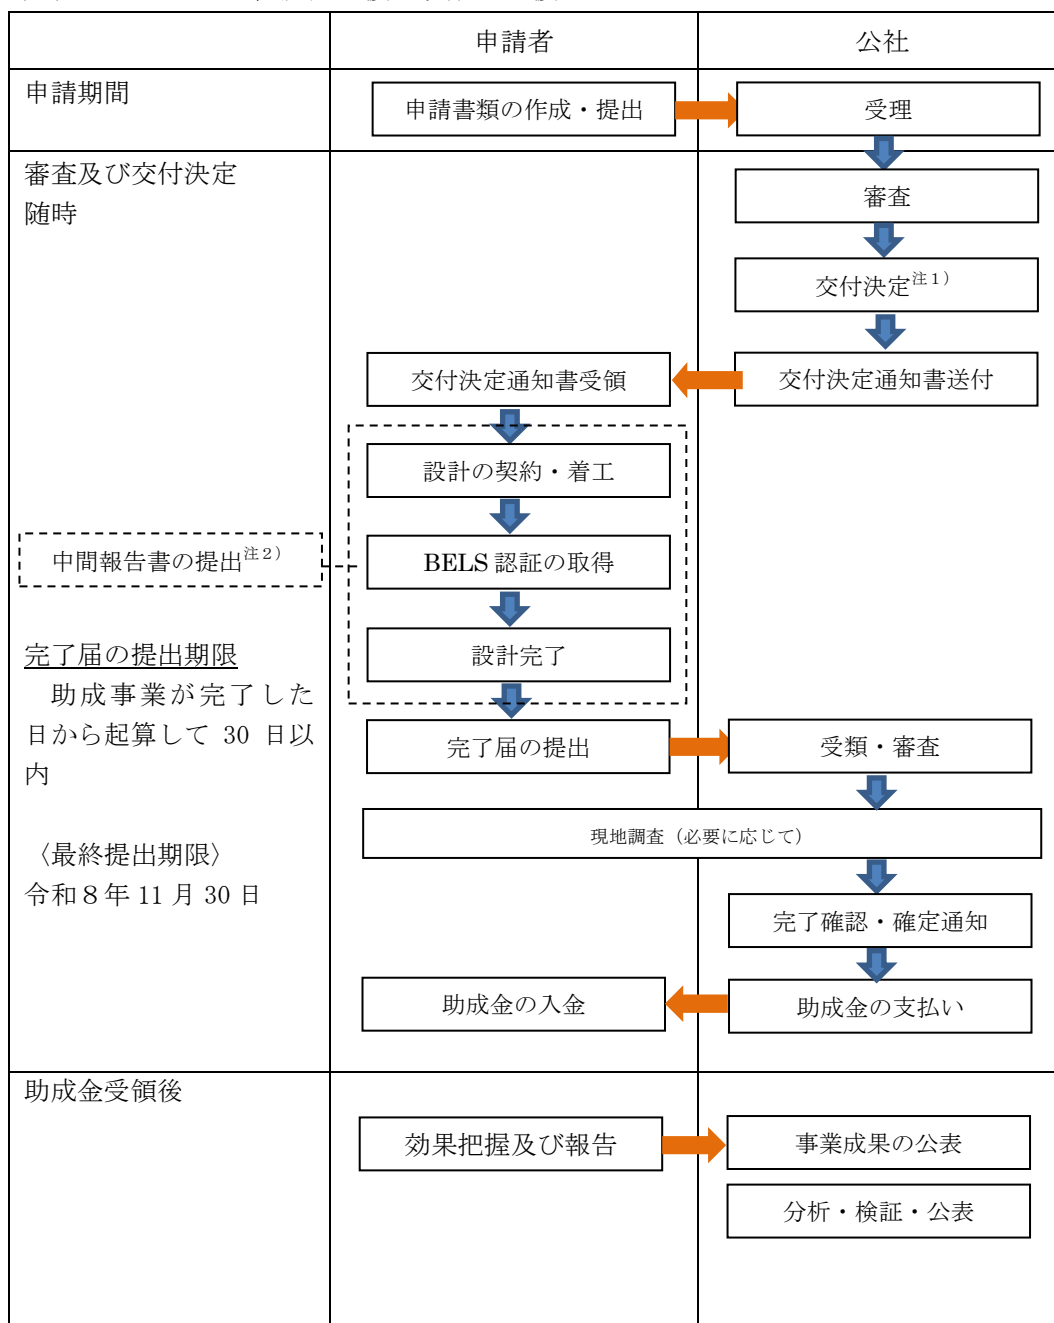 申請者
公社
申請期間
申請書類の作成・提出
受理
審査及び交付決定
随時
審査
交付決定注1)
交付決定通知書受領
交付決定通知書送付
設計の契約・着工
中間報告書の提出注2)
BELS 認証の取得
完了届の提出期限
助成事業が完了した
日から起算して 30 日以
内
設計完了
完了届の提出
受類・審査
現地調査（必要に応じて）
〈最終提出期限〉
令和８年 11 月 30 日
完了確認・確定通知
助成金の入金
助成金の支払い
助成金受領後
効果把握及び報告
事業成果の公表
分析・検証・公表